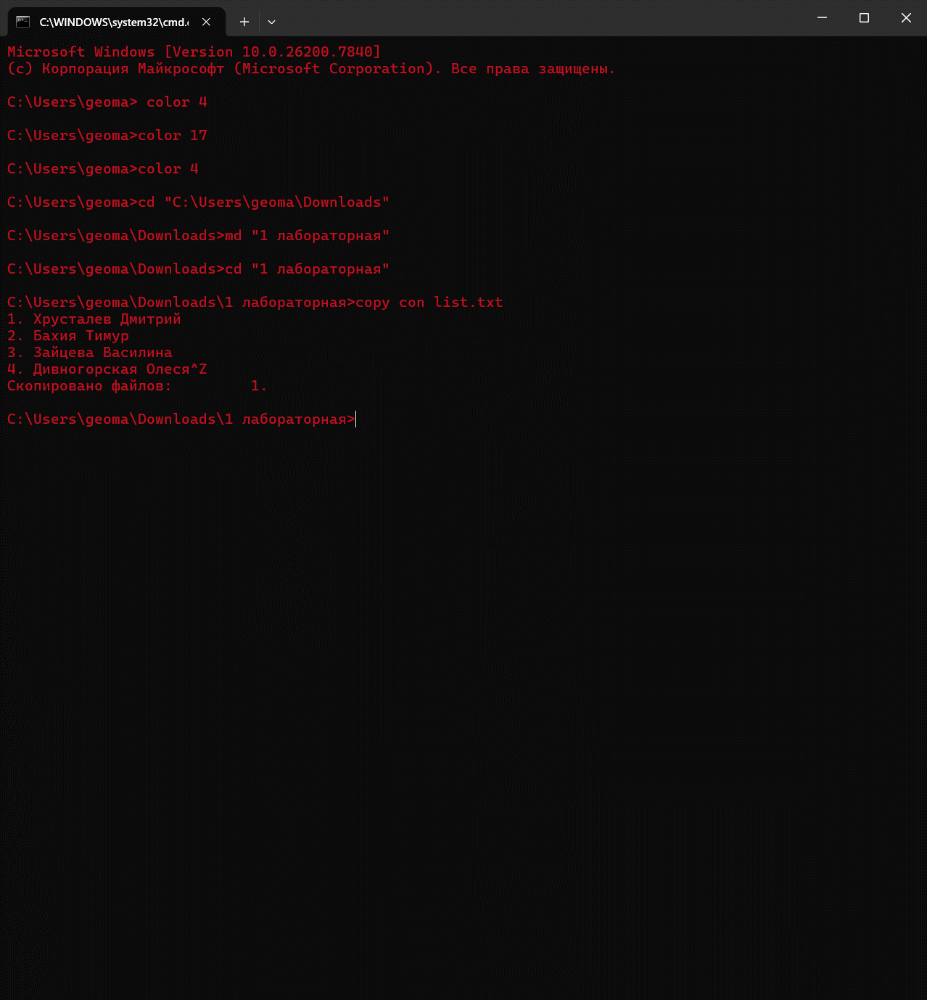 C:\WINDOWS\system32\cmd.
Microsoft Windows [Version 10.0.26200.7840]
(c) Корпорация Майкрософт (Microsoft Corporation). Все права защищены.
C:\Users\geoma> color 4
C:\Users\geoma>color 17
C:\Users\geoma>color 4
C:\Users\geoma>cd "C:\Users\geoma\Downloads"
C:\Users\geoma\Downloads>md "1 лабораторная"
C:\Users\geoma\Downloads>cd "1 лабораторная"
C:\Users\geoma\Downloads\1 лабораторная>copy con list.txt
1. Хрусталев Дмитрий
2. Бахия Тимур
3. Зайцева Василина
4. Дивногорская Олеся^Z
Скопировано файлов:         1.
C:\Users\geoma\Downloads\1 лабораторная>